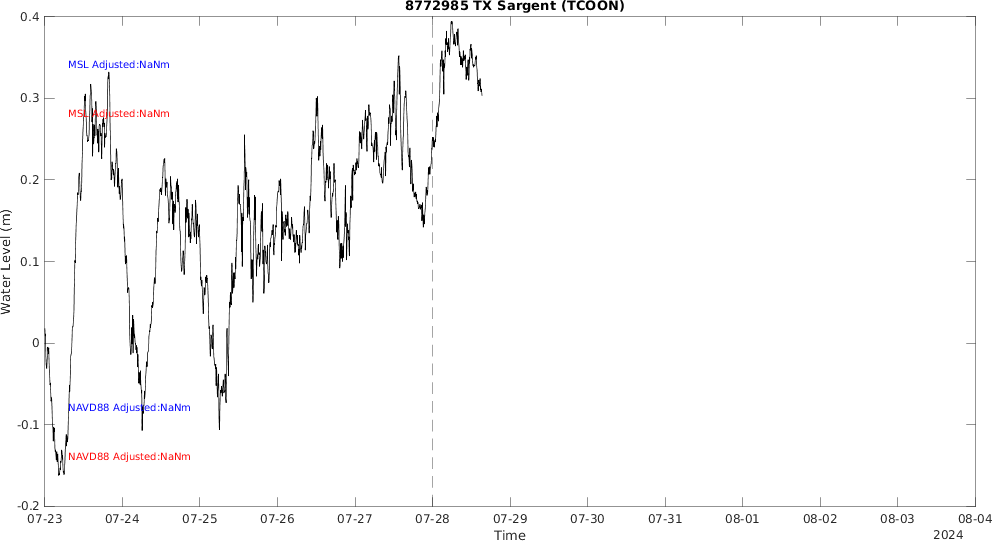 8772985 TX Sargent (TCOON)
0.4
MSL Adjusted:NaNm
0.3
MSL Adjusted:NaNm
0.2
0.1
Water Level (m)
0
-0.1
NAVD88 Adjusted:NaNm
NAVD88 Adjusted:NaNm
-0.2
07-23 07-24 07-25 07-26 07-27 07-28 07-29 07-30 07-31 08-01 08-02 08-03 08-04
Time
2024